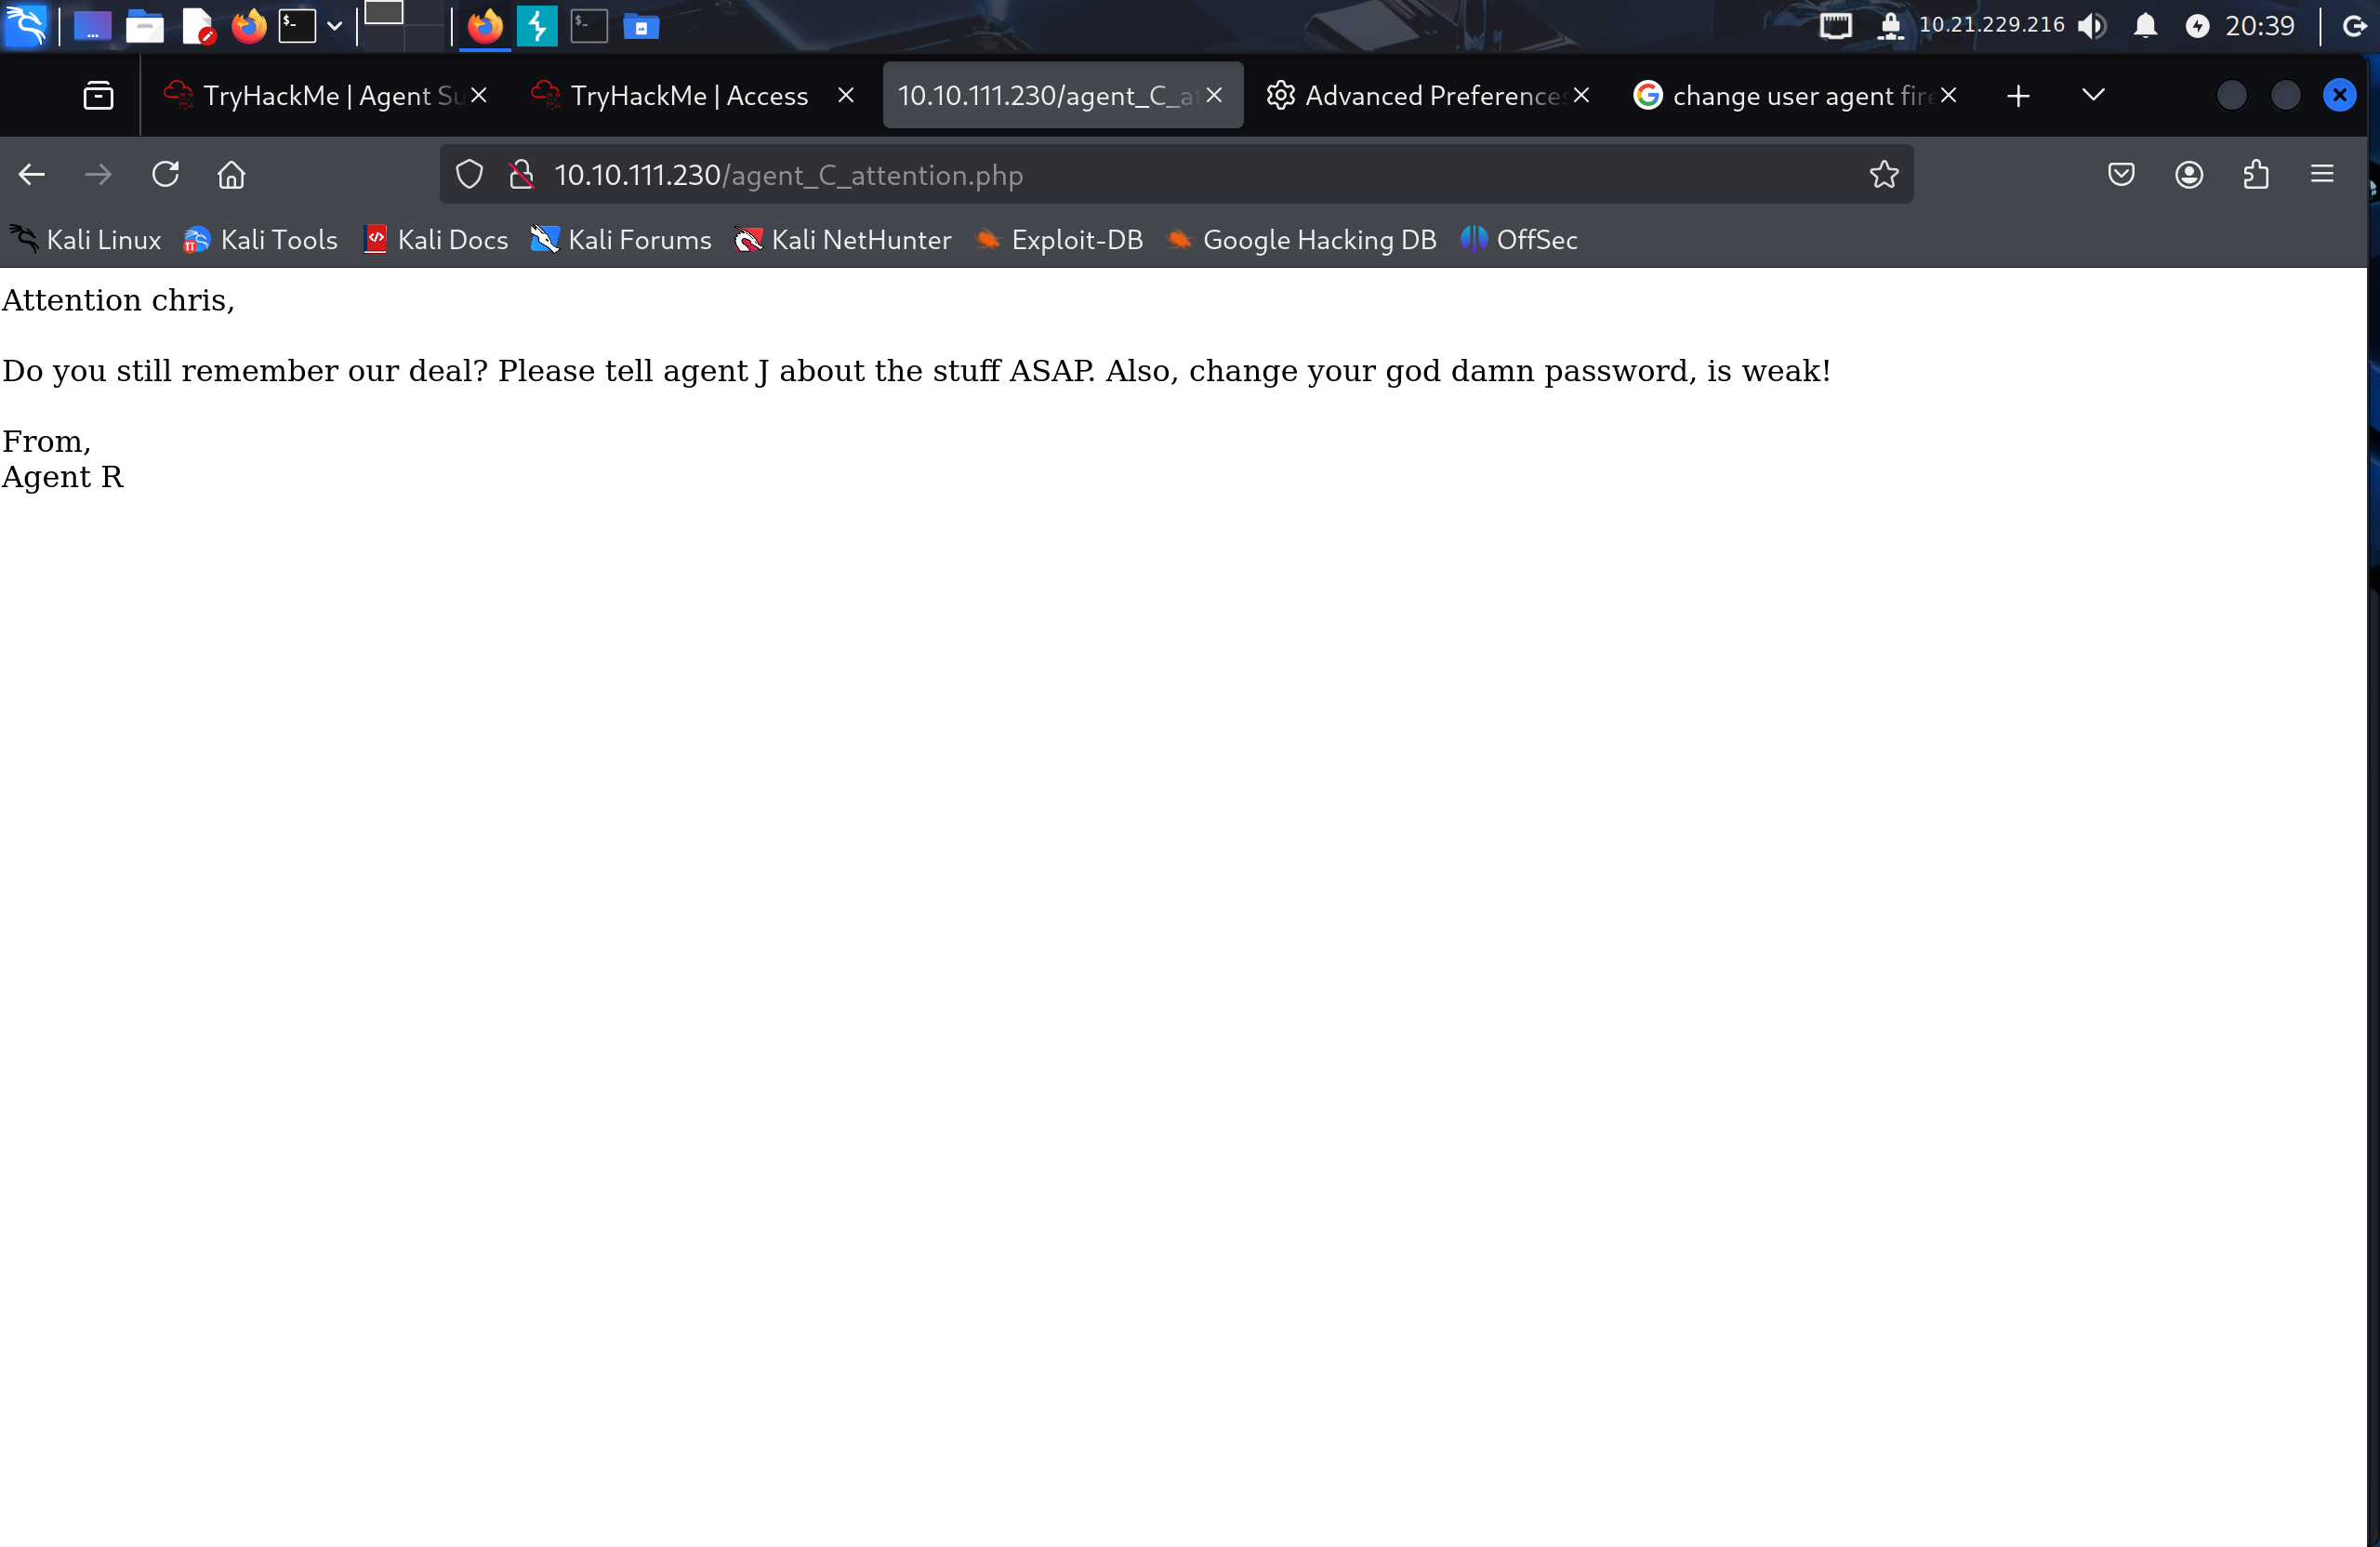 10.21.229.216
20:39
TryHackMe | Agent Su
TryHackMe | Access
10.10.111.230/agent_C_at
Advanced Preferences
change user agent fire
10.10.111.230/agent_C_attention.php
Kali Linux
Kali Tools
Kali Docs
Kali Forums
Kali NetHunter
Exploit-DB
Google Hacking DB
OffSec
Attention chris,
Do you still remember our deal? Please tell agent J about the stuff ASAP. Also, change your god damn password, is weak!
From,
Agent R